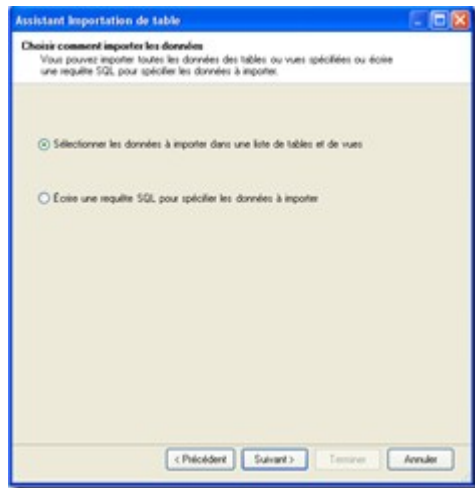 Assistant Importation de table
Choisir comment importer les données
Vous pouvez importer toutes les données des tables ou vues spécifiées ou écrire
une requête SQL pour spécifier les données à importer.
Sélectionner les données à importer dans une liste de tables et de vues
Écrire une requête SQL pour spécifier les données à importer
< Précédent
Suivant >
Terminer
Annuler